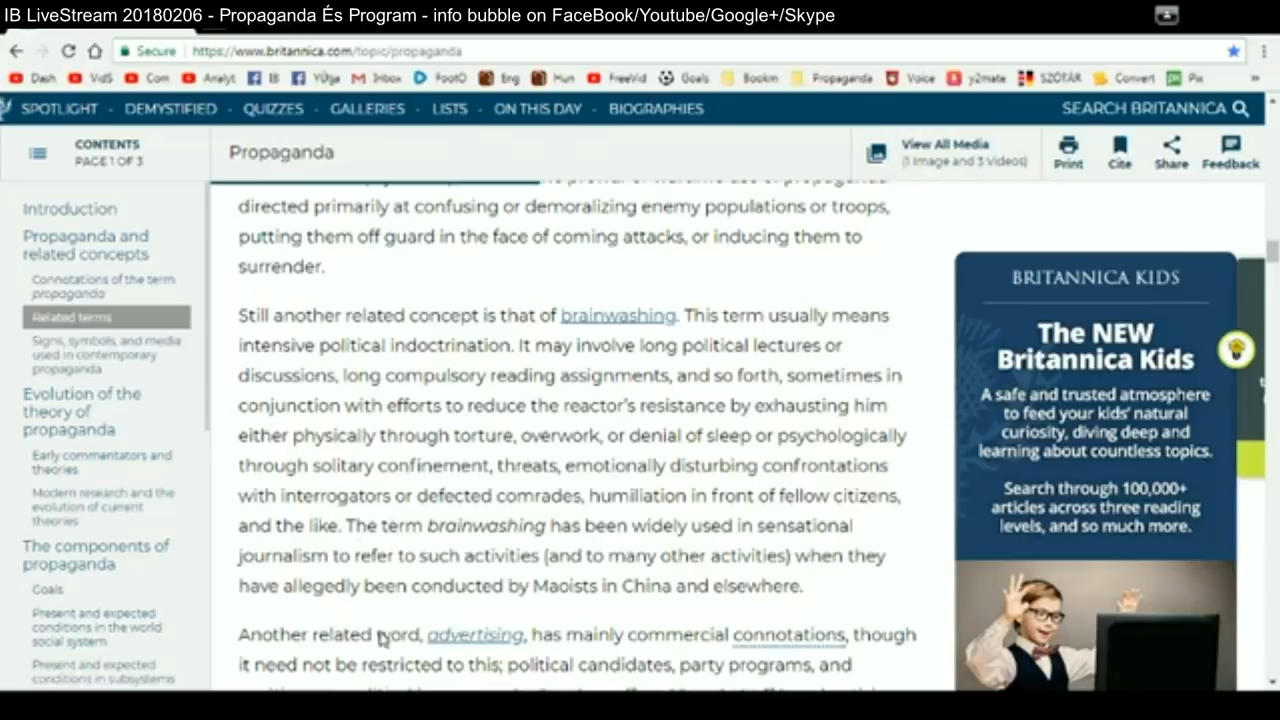 IB LiveStream 20180206 - Propaganda És Program - info bubble on FaceBook/Youtube/Google+/Skype
Secure https://www.britannica.com/topic/propaganda
Dash VidS Com Analyt IB YÚtja Inbox FootO Eng Hun FreeVid Goals Bookm Propaganda Voice y2mate SZÓTÁR Convert Pix »
SPOTLIGHT · DEMYSTIFIED · QUIZZES · GALLERIES · LISTS · ON THIS DAY · BIOGRAPHIES SEARCH BRITANNICA
CONTENTS
PAGE 1 OF 3
Propaganda
View All Media
(1 Image and 3 Videos)
Print Cite Share Feedback
Introduction
Propaganda and
related concepts
Connotations of the term
propaganda
Related terms
Signs, symbols, and media
used in contemporary
propaganda
Evolution of the
theory of
propaganda
Early commentators and
theories
Modern research and the
evolution of current
theories
The components of
propaganda
Goals
Present and expected
conditions in the world
social system
Present and expected
conditions in subsystems
directed primarily at confusing or demoralizing enemy populations or troops,
putting them off guard in the face of coming attacks, or inducing them to
surrender.
Still another related concept is that of brainwashing. This term usually means
intensive political indoctrination. It may involve long political lectures or
discussions, long compulsory reading assignments, and so forth, sometimes in
conjunction with efforts to reduce the reactor's resistance by exhausting him
either physically through torture, overwork, or denial of sleep or psychologically
through solitary confinement, threats, emotionally disturbing confrontations
with interrogators or defected comrades, humiliation in front of fellow citizens,
and the like. The term brainwashing has been widely used in sensational
journalism to refer to such activities (and to many other activities) when they
have allegedly been conducted by Maoists in China and elsewhere.
Another related word, advertising, has mainly commercial connotations, though
it need not be restricted to this; political candidates, party programs, and
BRITANNICA KIDS
The NEW
Britannica Kids
A safe and trusted atmosphere
to feed your kids' natural
curiosity, diving deep and
learning about countless topics.
Search through 100,000+
articles across three reading
levels, and so much more.